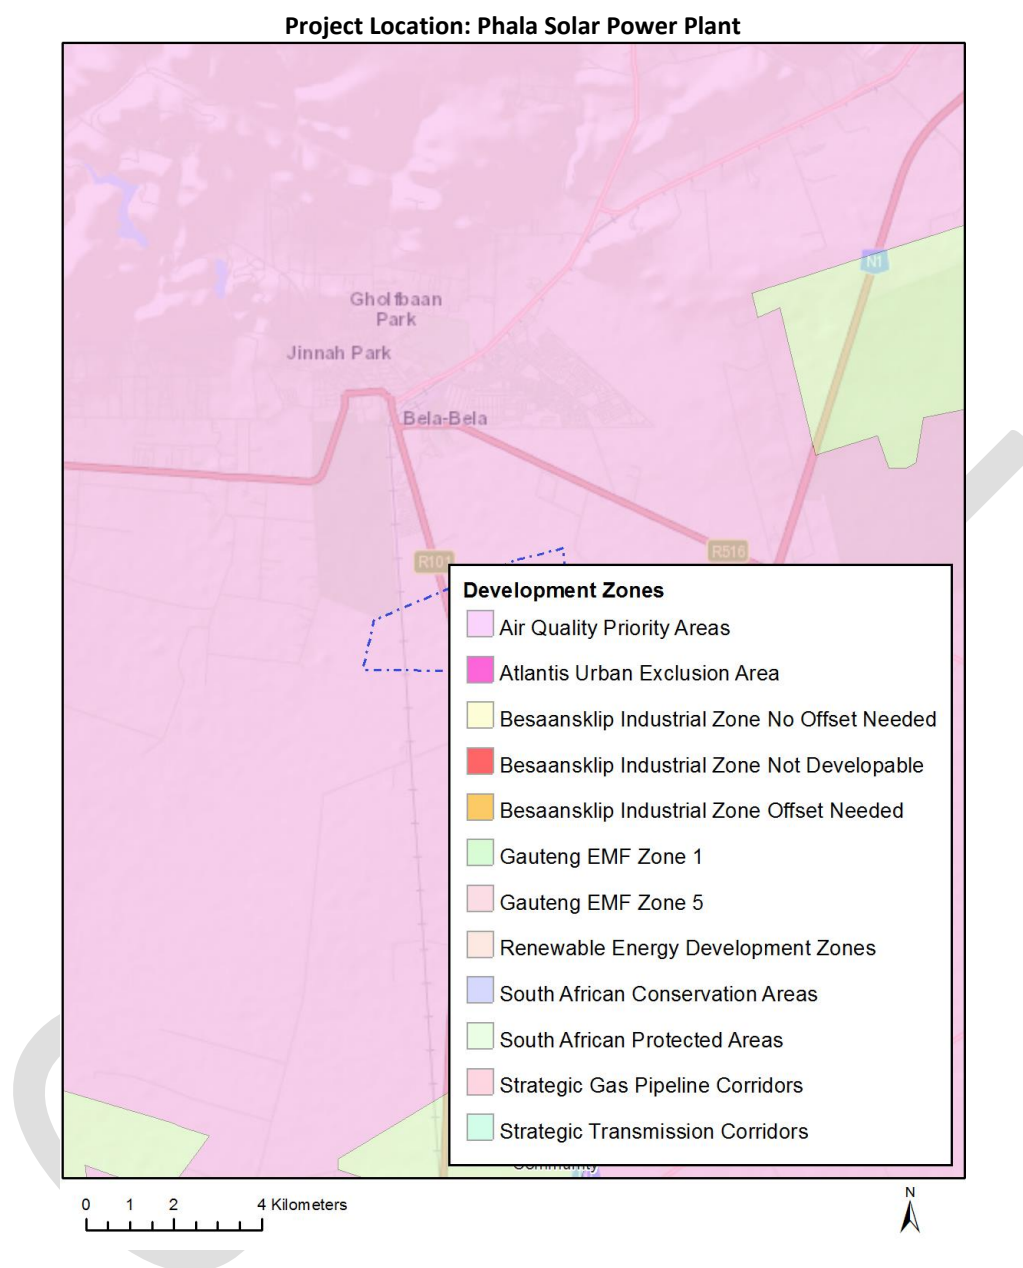 Project Location: Phala Solar Power Plant
N1
Gholfbaan
Park
Jinnah Park
Bela-Bela
R101
R516
Development Zones
Air Quality Priority Areas
Atlantis Urban Exclusion Area
Besaansklip Industrial Zone No Offset Needed
Besaansklip Industrial Zone Not Developable
Besaansklip Industrial Zone Offset Needed
Gauteng EMF Zone 1
Gauteng EMF Zone 5
Renewable Energy Development Zones
South African Conservation Areas
South African Protected Areas
Strategic Gas Pipeline Corridors
Strategic Transmission Corridors
Community
0 1 2 4 Kilometers
N